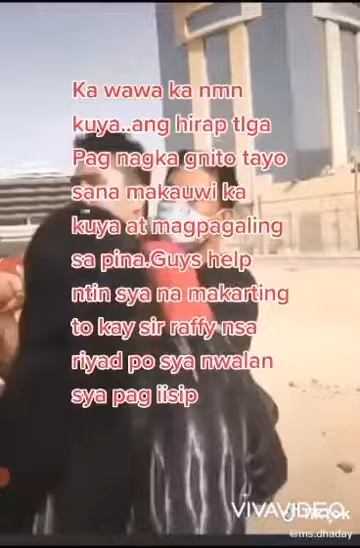 Ka wawa ka nmn
kuya..ang hirap tlga
Pag nagka gnito tayo
sana makauwi ka
kuya at magpagaling
sa pina.Guys help
ntin sya na makarting
to kay sir raffy nsa
riyad po sya nwalan
sya pag iisip
VIVAVIDEO
TikTok
@ms.dhaday